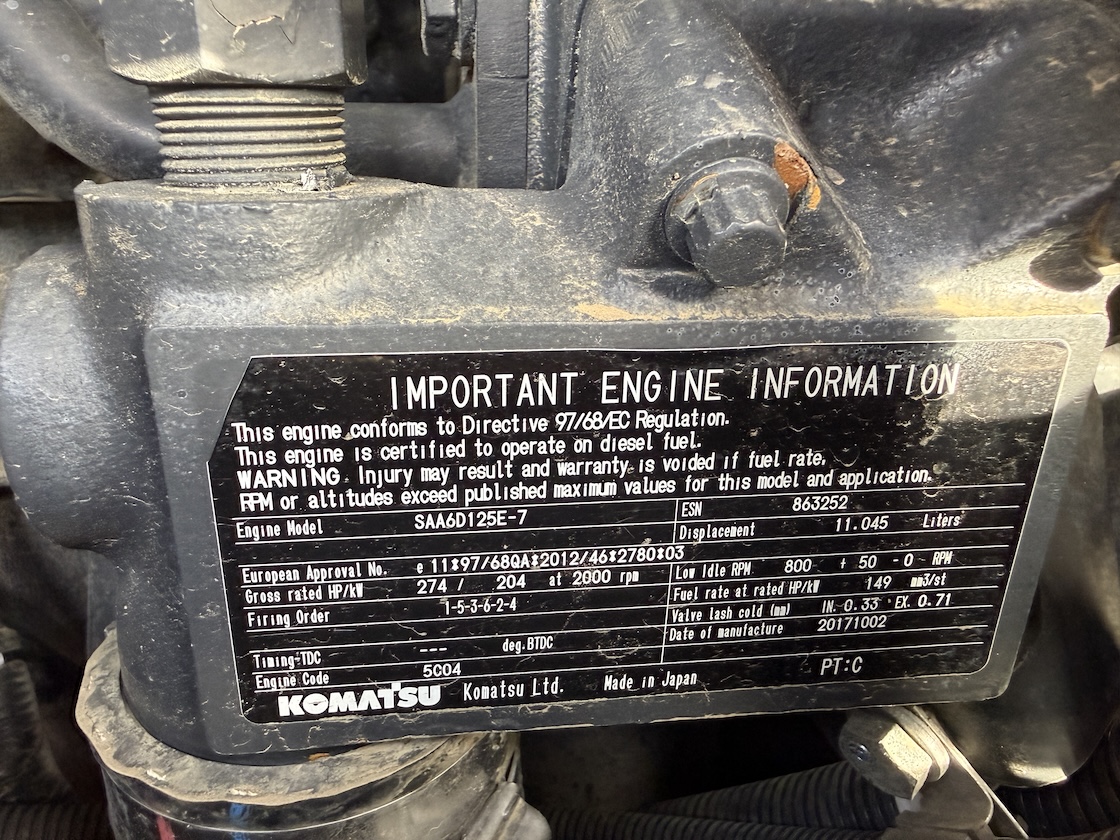 IMPORTANT ENGINE INFORMATION
This engine conforms to Directive 97/68/EC Regulation.
This engine is certified to operate on diesel fuel.
WARNING. Injury may result and warranty is voided if fuel rate,
RPM or altitudes exceed published maximum values for this model and application.
Engine Model SAA6D125E-7 ESN 863252
Displacement 11.045 Liters
European Approval No. e 11*97/68QA*2012/46*2780*03
Gross rated HP/kW 274 / 204 at 2000 rpm Low Idle RPM 800 + 50 - 0 - RPM
Firing Order 1-5-3-6-2-4 Fuel rate at rated HP/kW 149 mm3/st
Valve lash cold (mm) IN. 0.33 EX. 0.71
Timing-TDC --- deg.BTDC Date of manufacture 20171002
Engine Code 5C04
KOMATSU Komatsu Ltd. Made in Japan PT:C